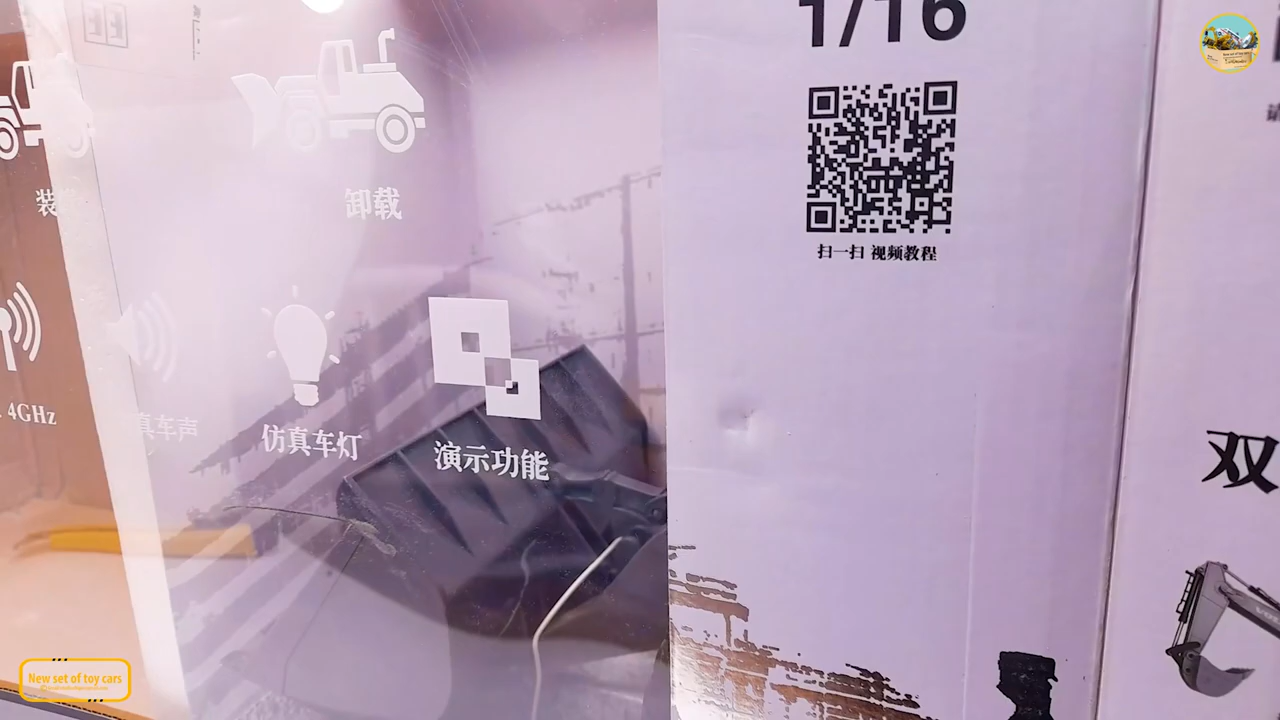 1/16
卸载
扫一扫 视频教程
4GHz
真车声
仿真车灯
演示功能
双
New set of toy cars